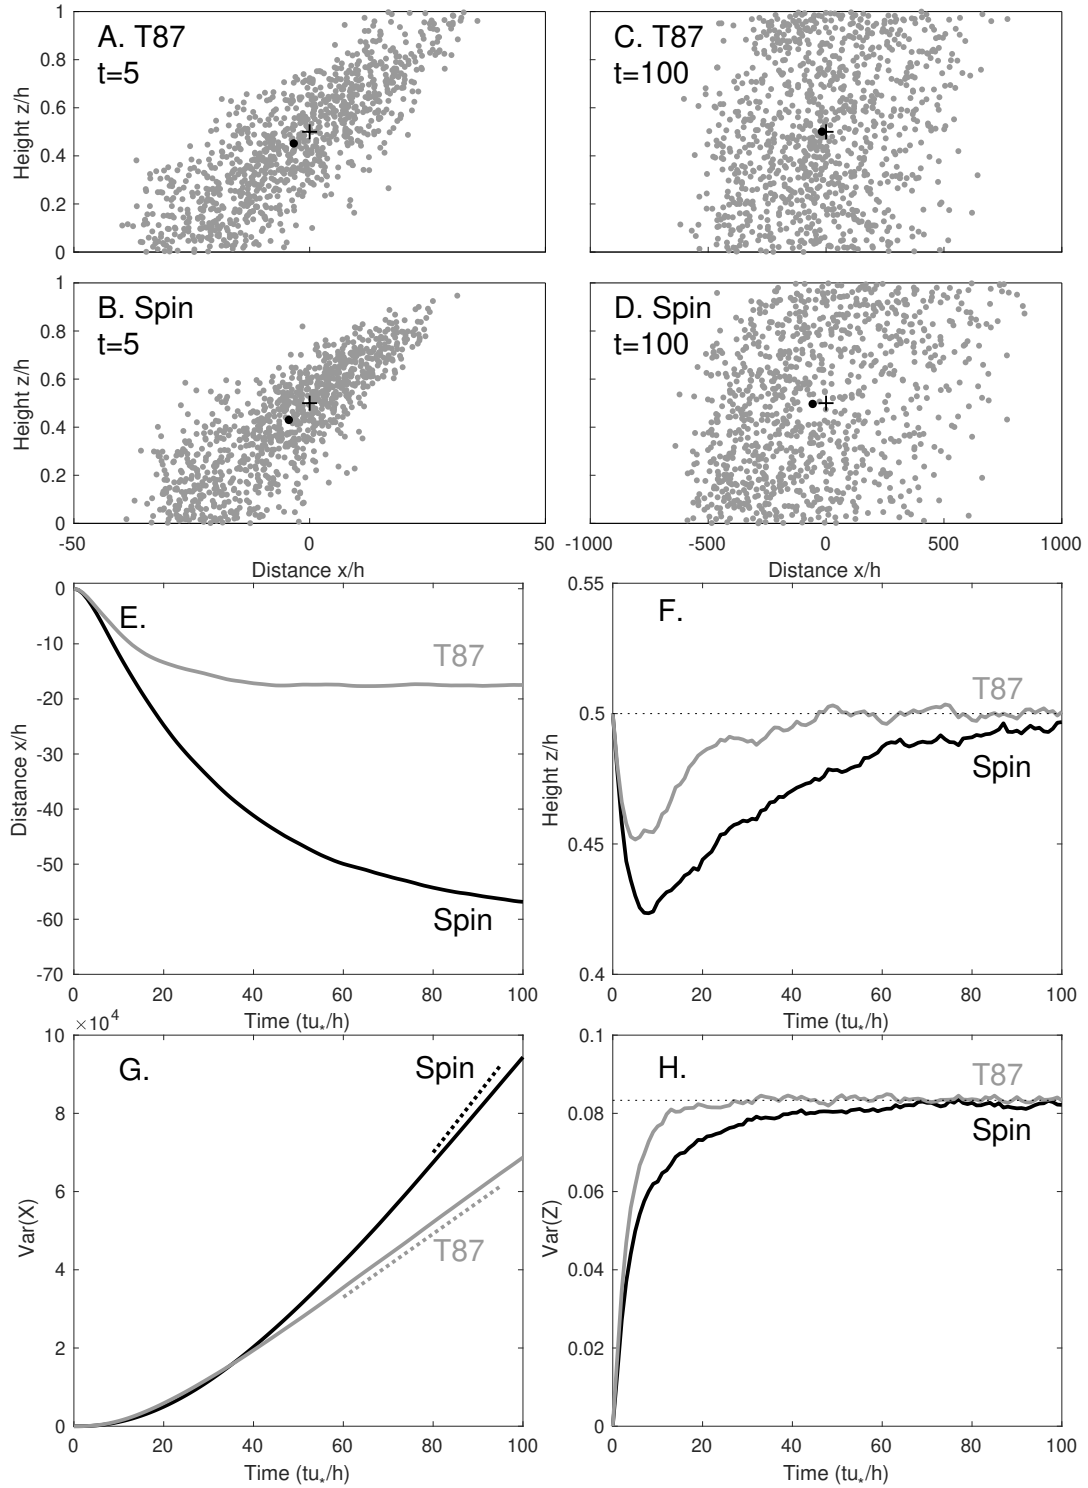 A. T87
t=5
1
0.8
0.6
0.4
0.2
0
Height z/h
C. T87
t=100
B. Spin
t=5
1
0.8
0.6
0.4
0.2
0
Height z/h
-50
0
50
Distance x/h
D. Spin
t=100
-1000
-500
0
500
1000
Distance x/h
E.
0
-10
-20
-30
-40
-50
-60
-70
Distance x/h
T87
Spin
0
20
40
60
80
100
Time (tu*/h)
F.
0.55
0.5
0.45
0.4
Height z/h
T87
Spin
0
20
40
60
80
100
Time (tu*/h)
×10⁴
G.
10
8
6
4
2
0
Var(X)
Spin
T87
0
20
40
60
80
100
Time (tu*/h)
H.
0.1
0.08
0.06
0.04
0.02
0
Var(Z)
T87
Spin
0
20
40
60
80
100
Time (tu*/h)